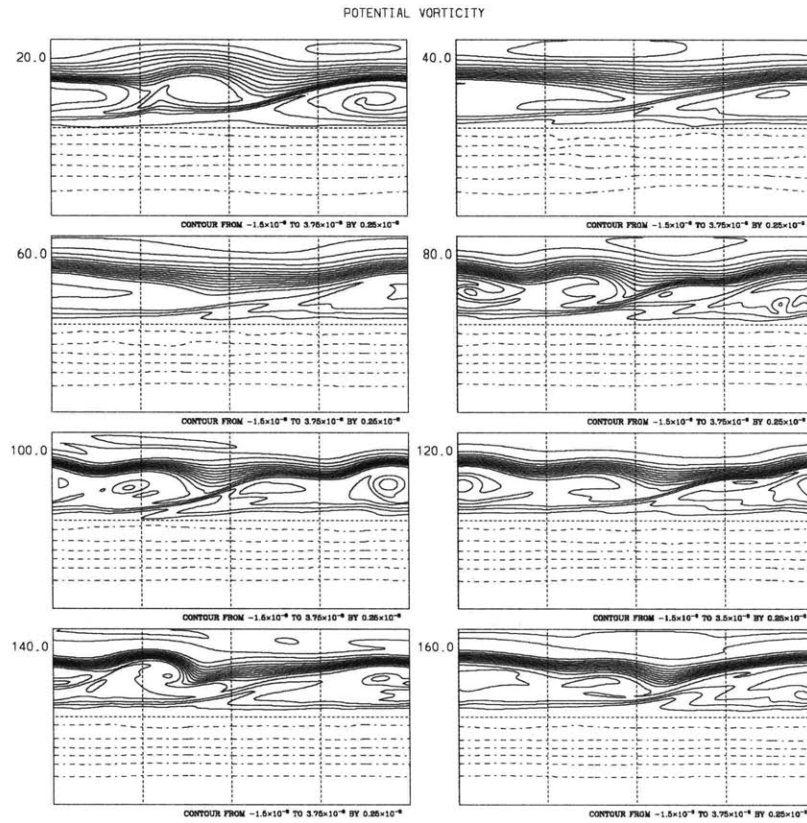 POTENTIAL VORTICITY
20.0
40.0
CONTOUR FROM -1.5×10⁻⁸ TO 3.75×10⁻⁸ BY 0.25×10⁻⁸
CONTOUR FROM -1.5×10⁻⁸ TO 3.75×10⁻⁸ BY 0.25×10⁻⁸
60.0
80.0
CONTOUR FROM -1.5×10⁻⁸ TO 3.75×10⁻⁸ BY 0.25×10⁻⁸
CONTOUR FROM -1.5×10⁻⁸ TO 3.75×10⁻⁸ BY 0.25×10⁻⁸
100.0
120.0
CONTOUR FROM -1.5×10⁻⁸ TO 3.75×10⁻⁸ BY 0.25×10⁻⁸
CONTOUR FROM -1.5×10⁻⁸ TO 3.5×10⁻⁸ BY 0.25×10⁻⁸
140.0
160.0
CONTOUR FROM -1.5×10⁻⁸ TO 3.75×10⁻⁸ BY 0.25×10⁻⁸
CONTOUR FROM -1.5×10⁻⁸ TO 3.75×10⁻⁸ BY 0.25×10⁻⁸